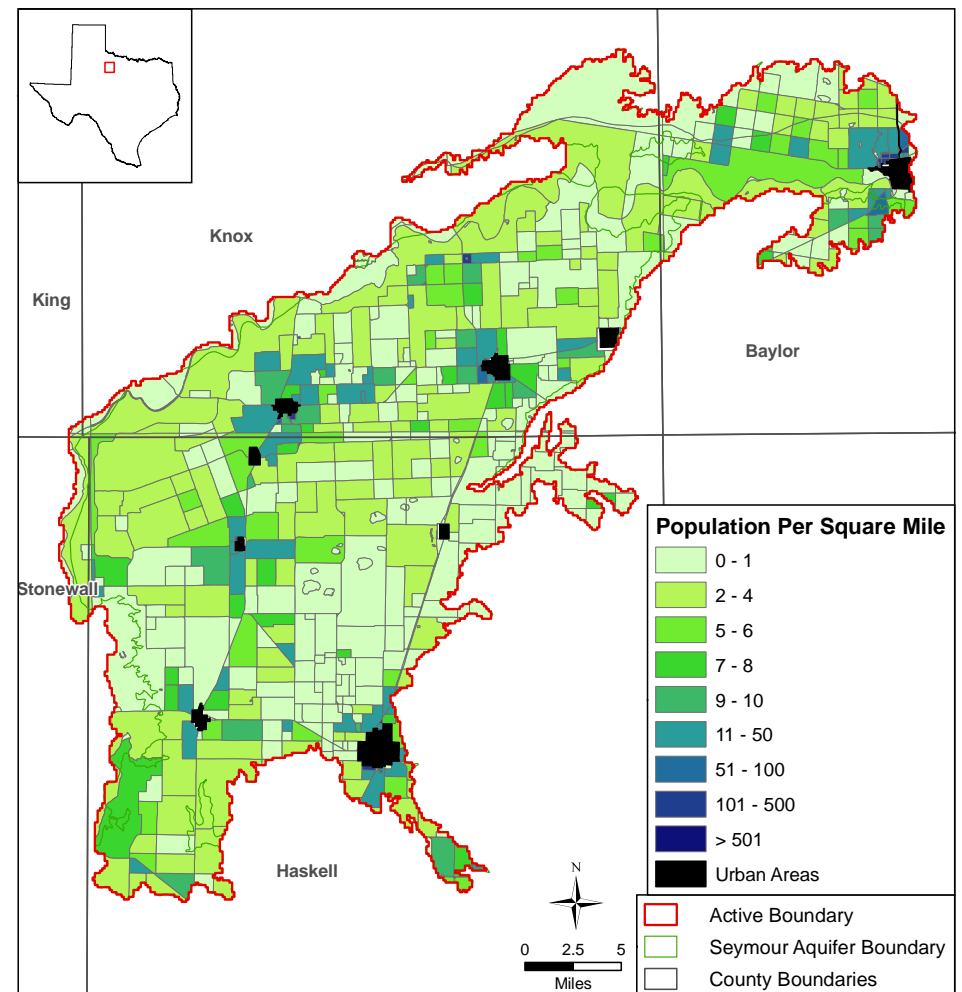 Knox
King
Baylor
Stonewall
Haskell
Population Per Square Mile
0 - 1
2 - 4
5 - 6
7 - 8
9 - 10
11 - 50
51 - 100
101 - 500
> 501
Urban Areas
Active Boundary
Seymour Aquifer Boundary
County Boundaries
N
0 2.5 5
Miles